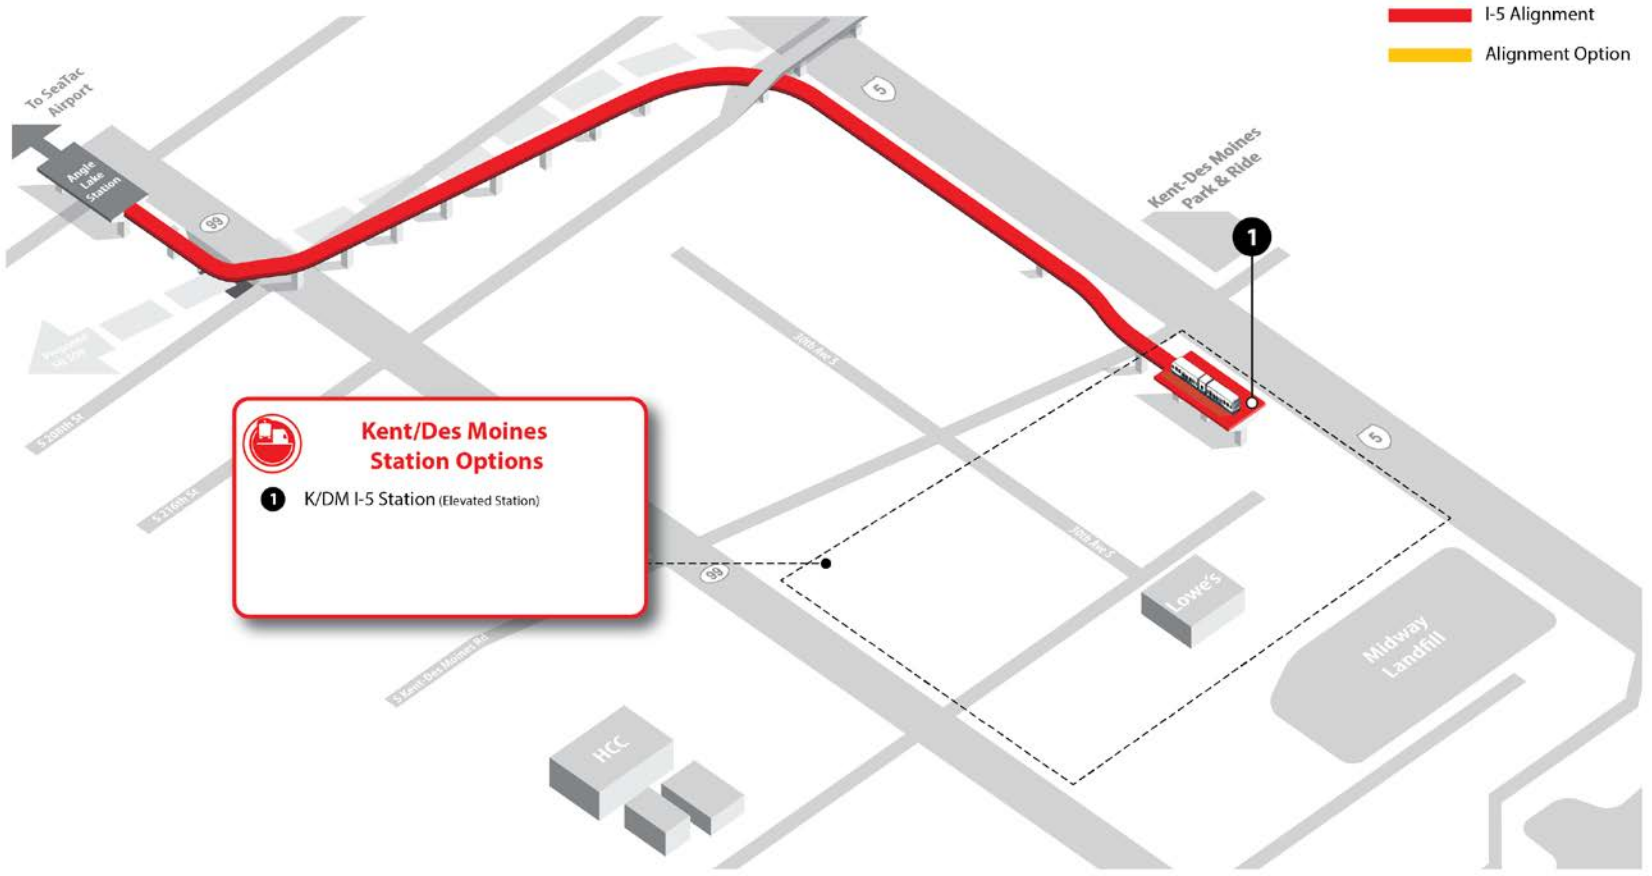 I-5 Alignment
Alignment Option
To SeaTac
Airport
Angle
Lake
Station
99
5
Kent-Des Moines
Park & Ride
1
30th Ave S
S 208th St
S 216th St
Kent/Des Moines
Station Options
1 K/DM I-5 Station (Elevated Station)
5
30th Ave S
99
Lowe's
Midway
Landfill
S Kent-Des Moines Rd
HCC